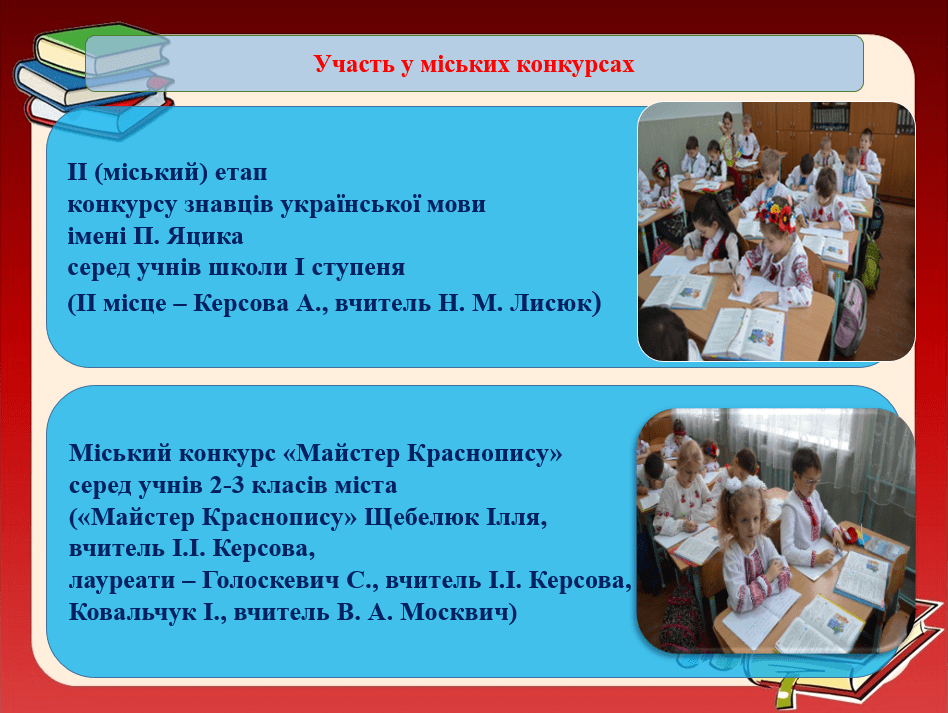 Участь у міських конкурсах
ІІ (міський) етап
конкурсу знавців української мови
імені П. Яцика
серед учнів школи І ступеня
(ІІ місце – Керсова А., вчитель Н. М. Лисюк)
Міський конкурс «Майстер Краснопису»
серед учнів 2-3 класів міста
(«Майстер Краснопису» Щебелюк Ілля,
вчитель І.І. Керсова,
лауреати – Голоскевич С., вчитель І.І. Керсова,
Ковальчук І., вчитель В. А. Москвич)